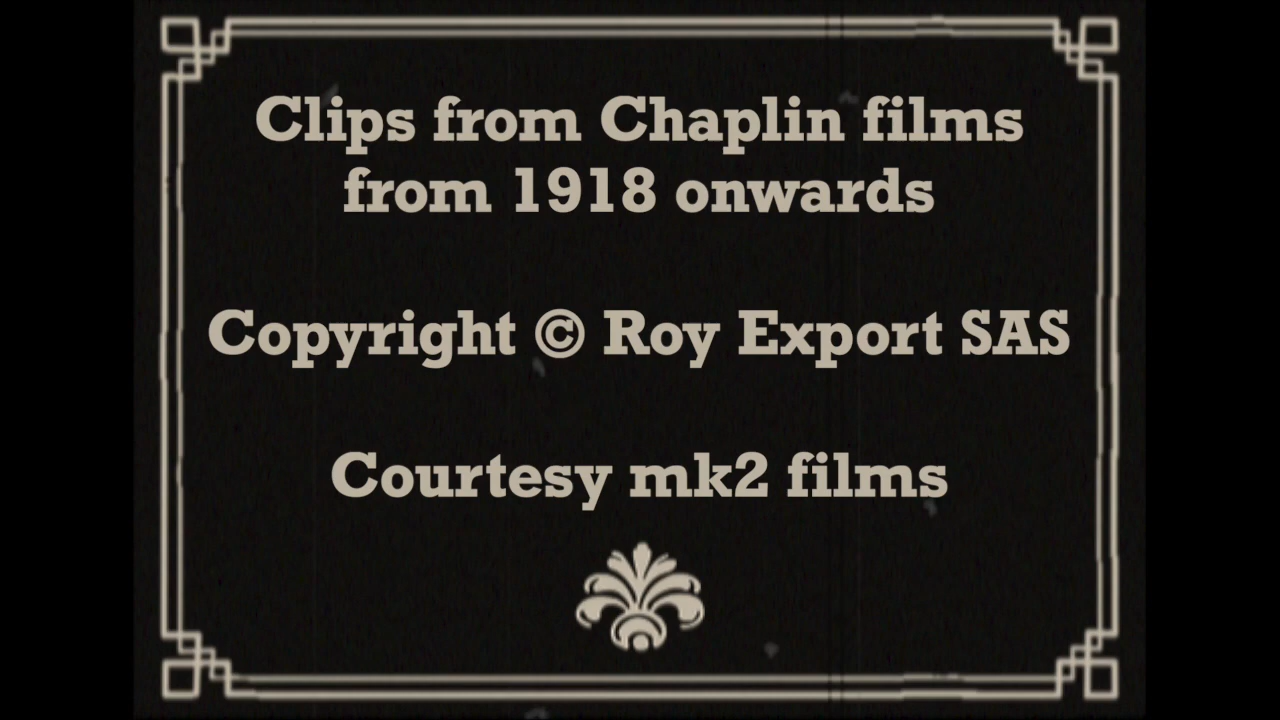 Clips from Chaplin films
from 1918 onwards
Copyright © Roy Export SAS
Courtesy mk2 films